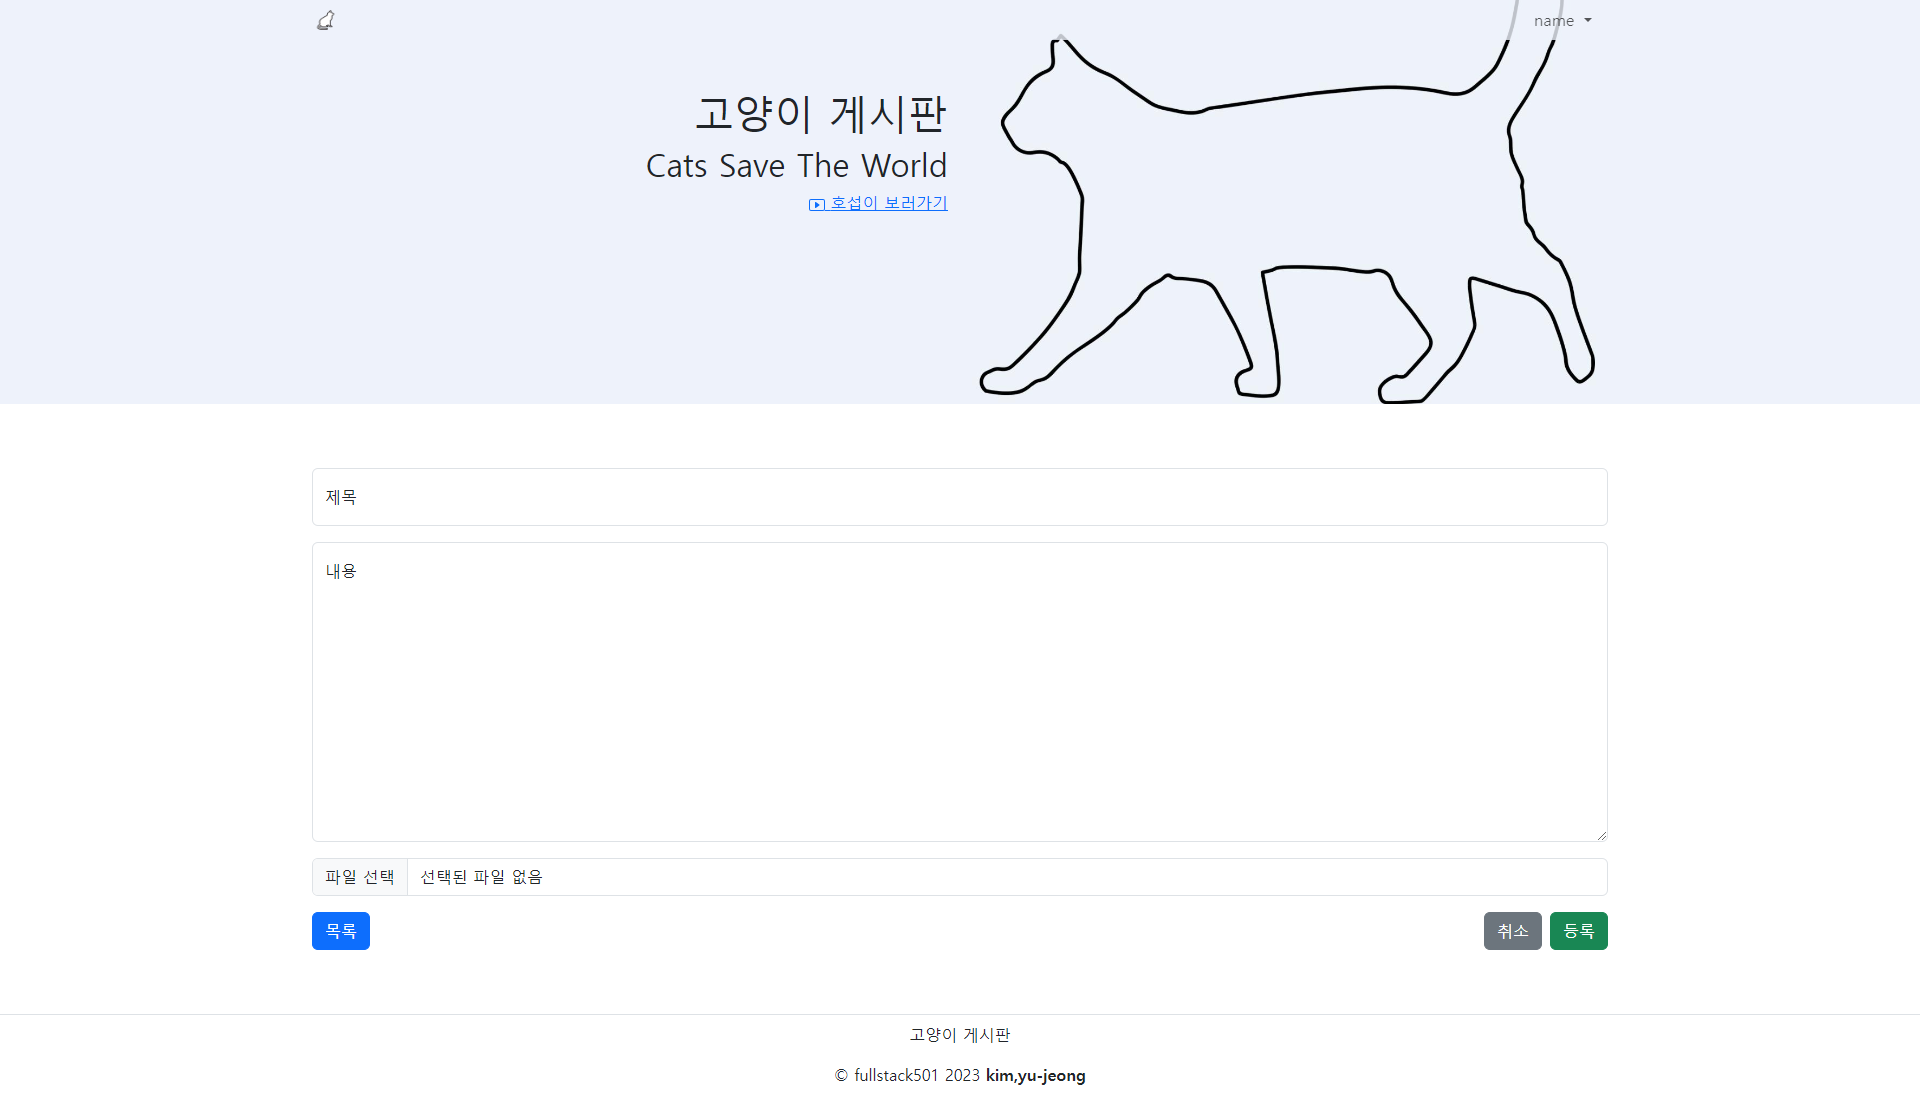 name
고양이 게시판
Cats Save The World
호섭이 보러가기
제목
내용
파일 선택 선택된 파일 없음
목록 취소 등록
고양이 게시판
© fullstack501 2023 kim,yu-jeong